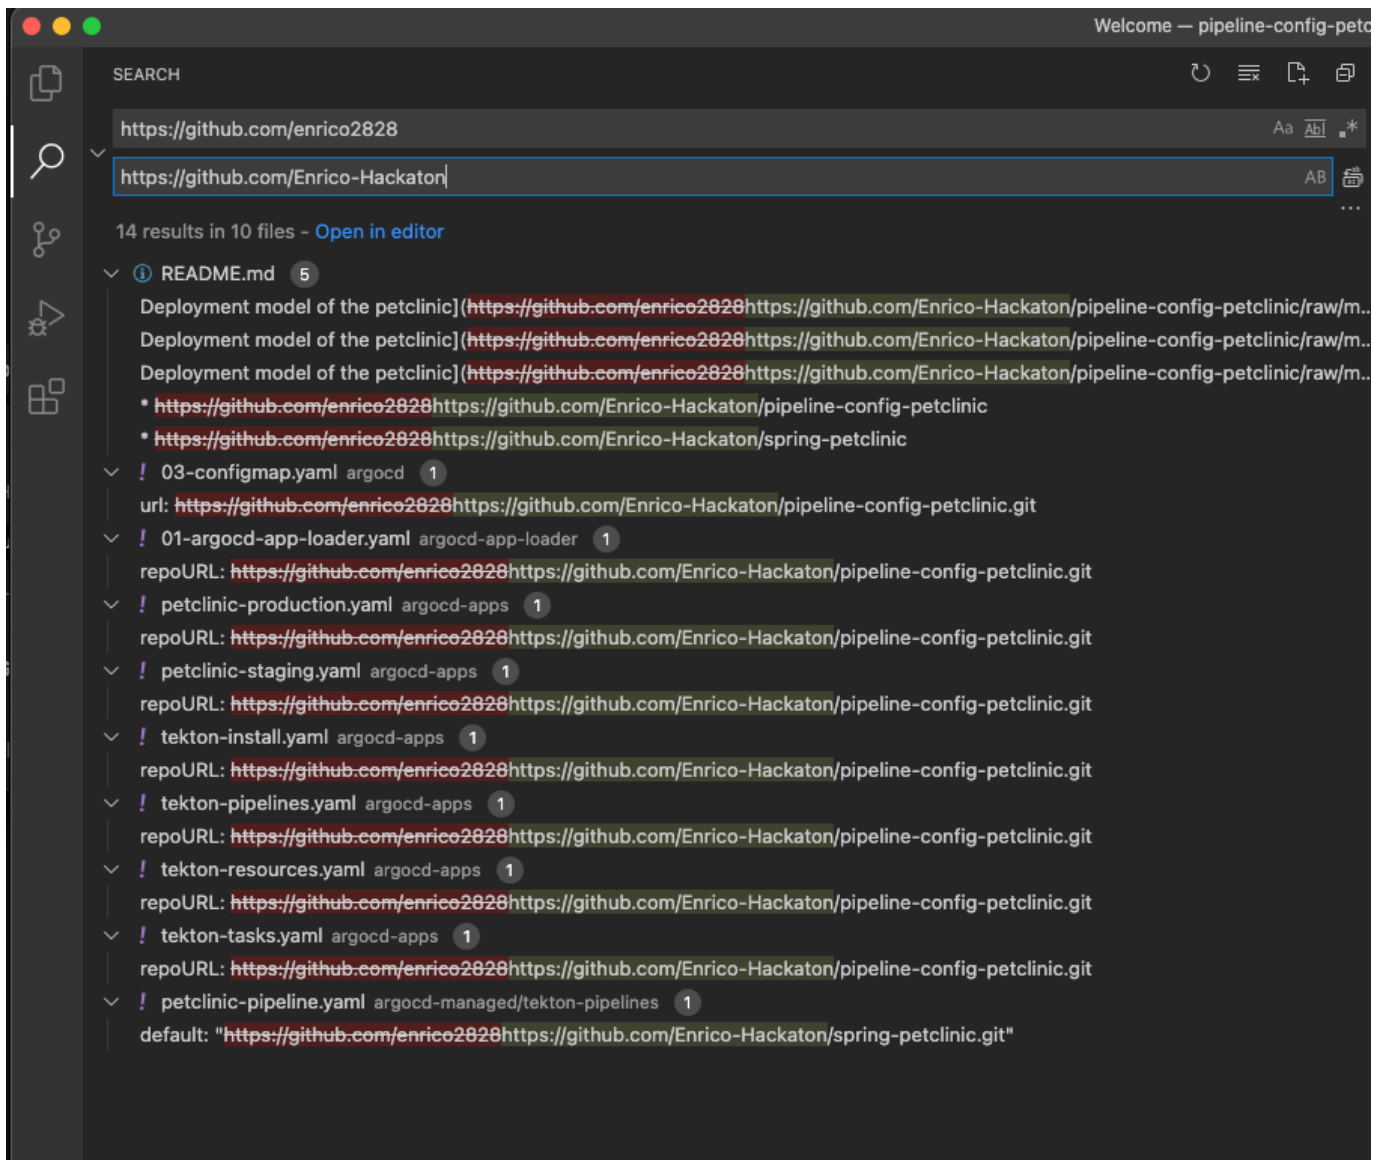 Welcome — pipeline-config-petc
SEARCH
https://github.com/enrico2828
Aa Abl .*
https://github.com/Enrico-Hackaton
AB
14 results in 10 files - Open in editor
README.md 5
Deployment model of the petclinic](https://github.com/enrico2828https://github.com/Enrico-Hackaton/pipeline-config-petclinic/raw/m...
Deployment model of the petclinic](https://github.com/enrico2828https://github.com/Enrico-Hackaton/pipeline-config-petclinic/raw/m...
Deployment model of the petclinic](https://github.com/enrico2828https://github.com/Enrico-Hackaton/pipeline-config-petclinic/raw/m...
* https://github.com/enrico2828https://github.com/Enrico-Hackaton/pipeline-config-petclinic
* https://github.com/enrico2828https://github.com/Enrico-Hackaton/spring-petclinic
! 03-configmap.yaml argocd 1
url: https://github.com/enrico2828https://github.com/Enrico-Hackaton/pipeline-config-petclinic.git
! 01-argocd-app-loader.yaml argocd-app-loader 1
repoURL: https://github.com/enrico2828https://github.com/Enrico-Hackaton/pipeline-config-petclinic.git
! petclinic-production.yaml argocd-apps 1
repoURL: https://github.com/enrico2828https://github.com/Enrico-Hackaton/pipeline-config-petclinic.git
! petclinic-staging.yaml argocd-apps 1
repoURL: https://github.com/enrico2828https://github.com/Enrico-Hackaton/pipeline-config-petclinic.git
! tekton-install.yaml argocd-apps 1
repoURL: https://github.com/enrico2828https://github.com/Enrico-Hackaton/pipeline-config-petclinic.git
! tekton-pipelines.yaml argocd-apps 1
repoURL: https://github.com/enrico2828https://github.com/Enrico-Hackaton/pipeline-config-petclinic.git
! tekton-resources.yaml argocd-apps 1
repoURL: https://github.com/enrico2828https://github.com/Enrico-Hackaton/pipeline-config-petclinic.git
! tekton-tasks.yaml argocd-apps 1
repoURL: https://github.com/enrico2828https://github.com/Enrico-Hackaton/pipeline-config-petclinic.git
! petclinic-pipeline.yaml argocd-managed/tekton-pipelines 1
default: "https://github.com/enrico2828https://github.com/Enrico-Hackaton/spring-petclinic.git"